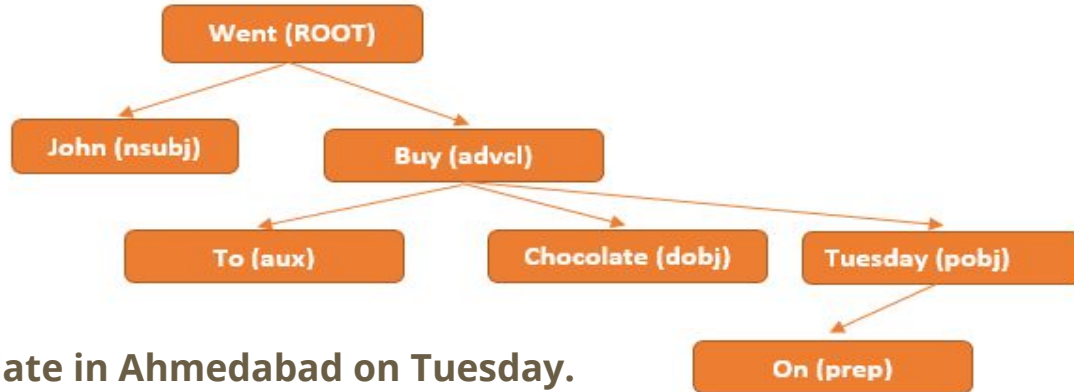 Went (ROOT)
John (nsubj)
Buy (advcl)
To (aux)
Chocolate (dobj)
Tuesday (pobj)
ate in Ahmedabad on Tuesday.
On (prep)